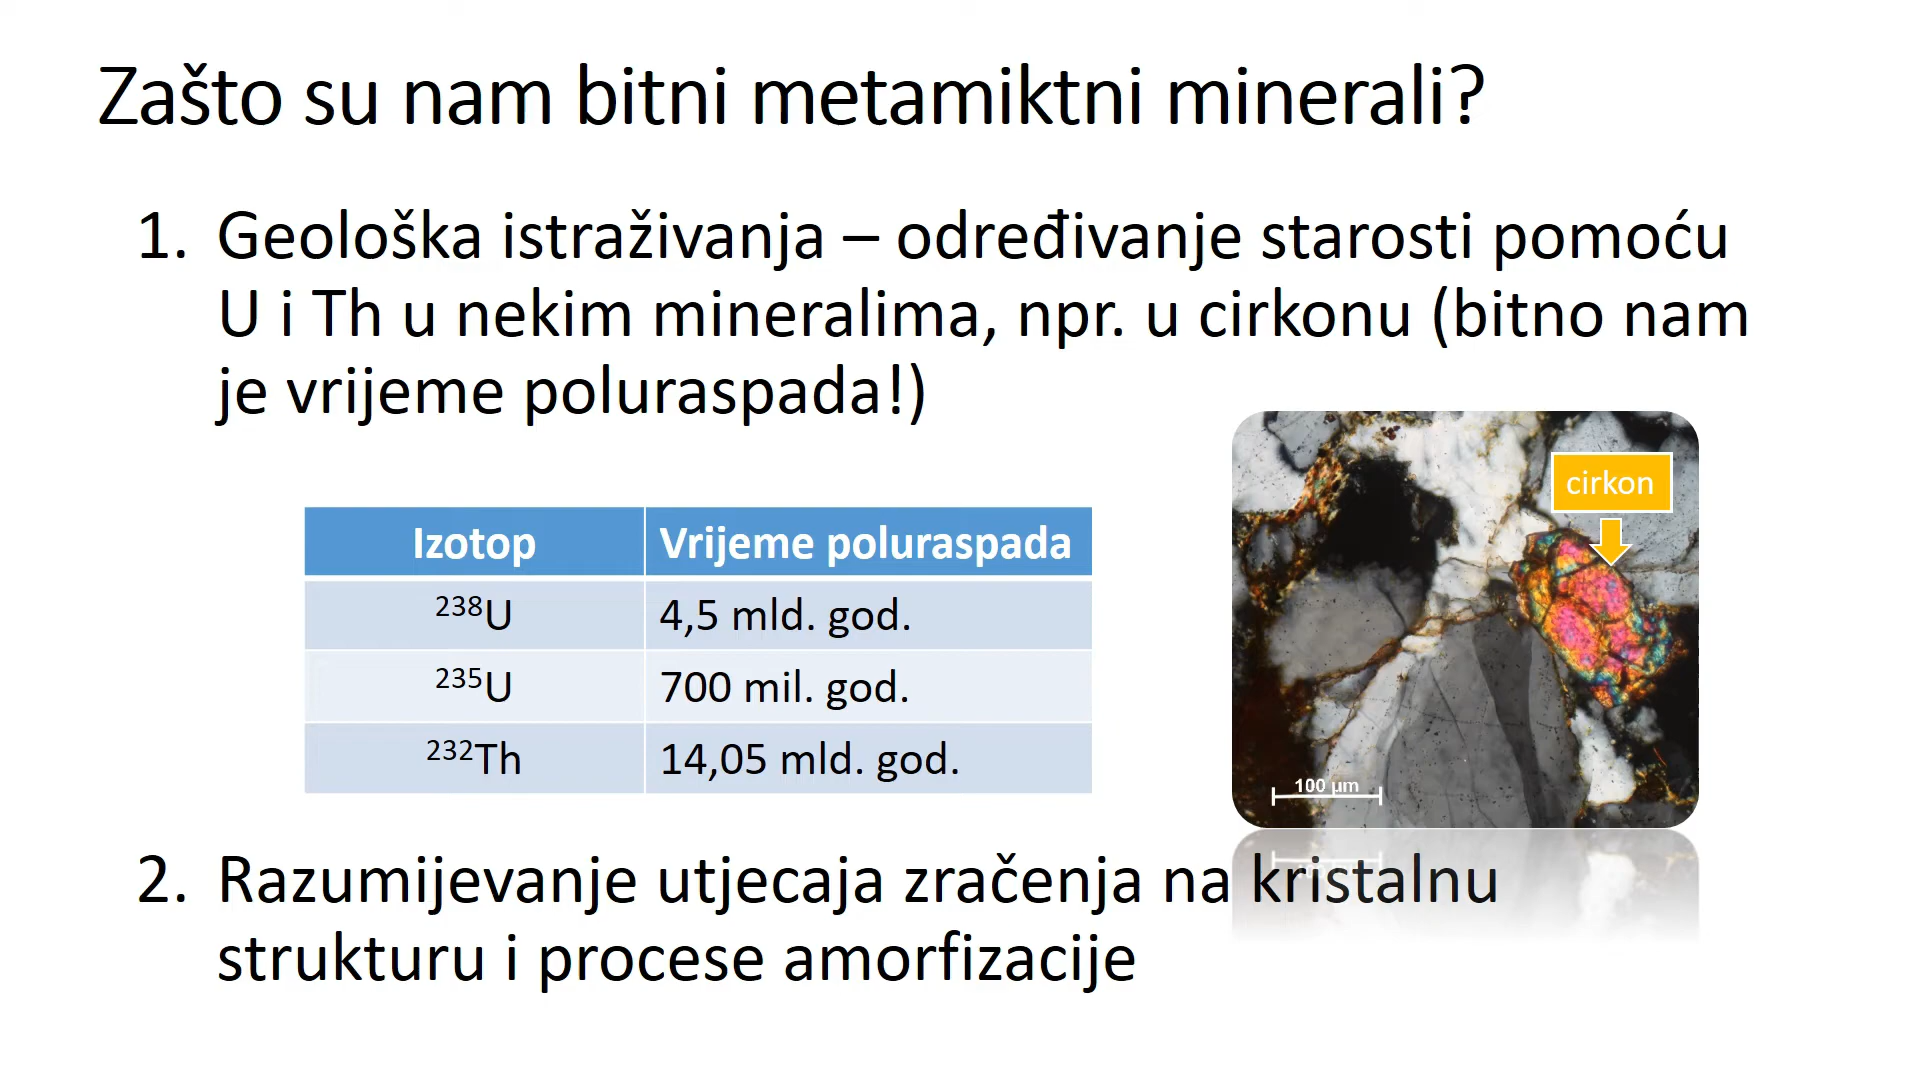 Zašto su nam bitni metamiktni minerali?
1. Geološka istraživanja – određivanje starosti pomoću
U i Th u nekim mineralima, npr. u cirkonu (bitno nam
je vrijeme poluraspada!)
cirkon
Izotop Vrijeme poluraspada
²³⁸U 4,5 mld. god.
²³⁵U 700 mil. god.
²³²Th 14,05 mld. god.
100 µm
2. Razumijevanje utjecaja zračenja na kristalnu
strukturu i procese amorfizacije